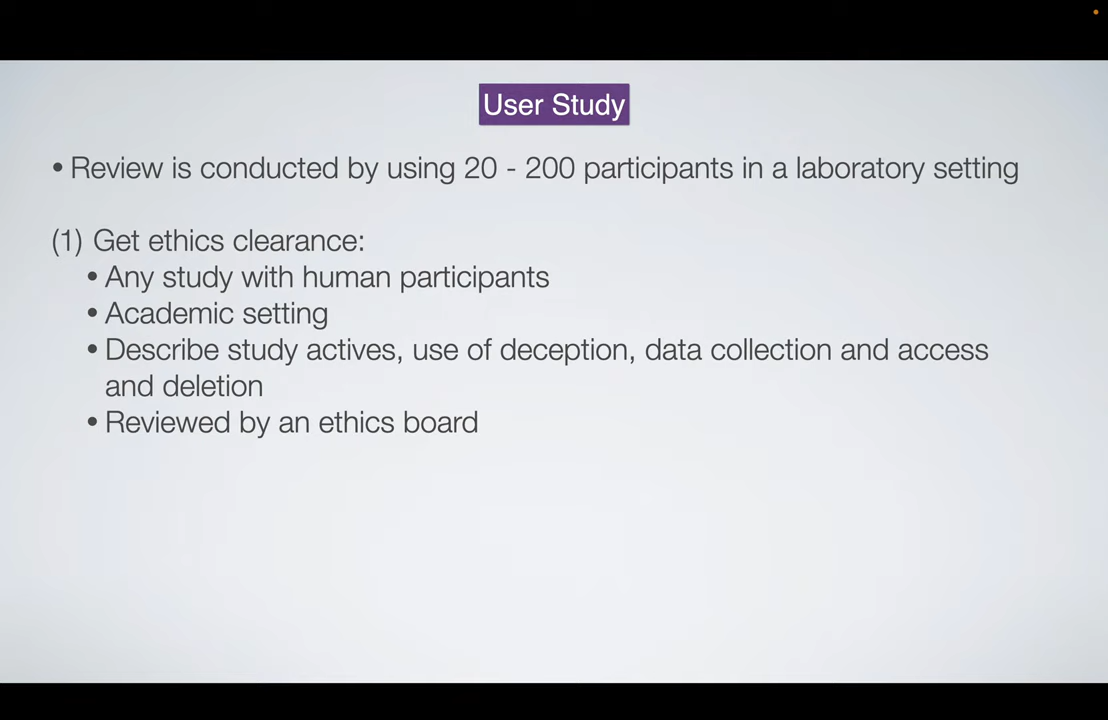 User Study
• Review is conducted by using 20 - 200 participants in a laboratory setting
(1) Get ethics clearance:
• Any study with human participants
• Academic setting
• Describe study actives, use of deception, data collection and access
and deletion
• Reviewed by an ethics board